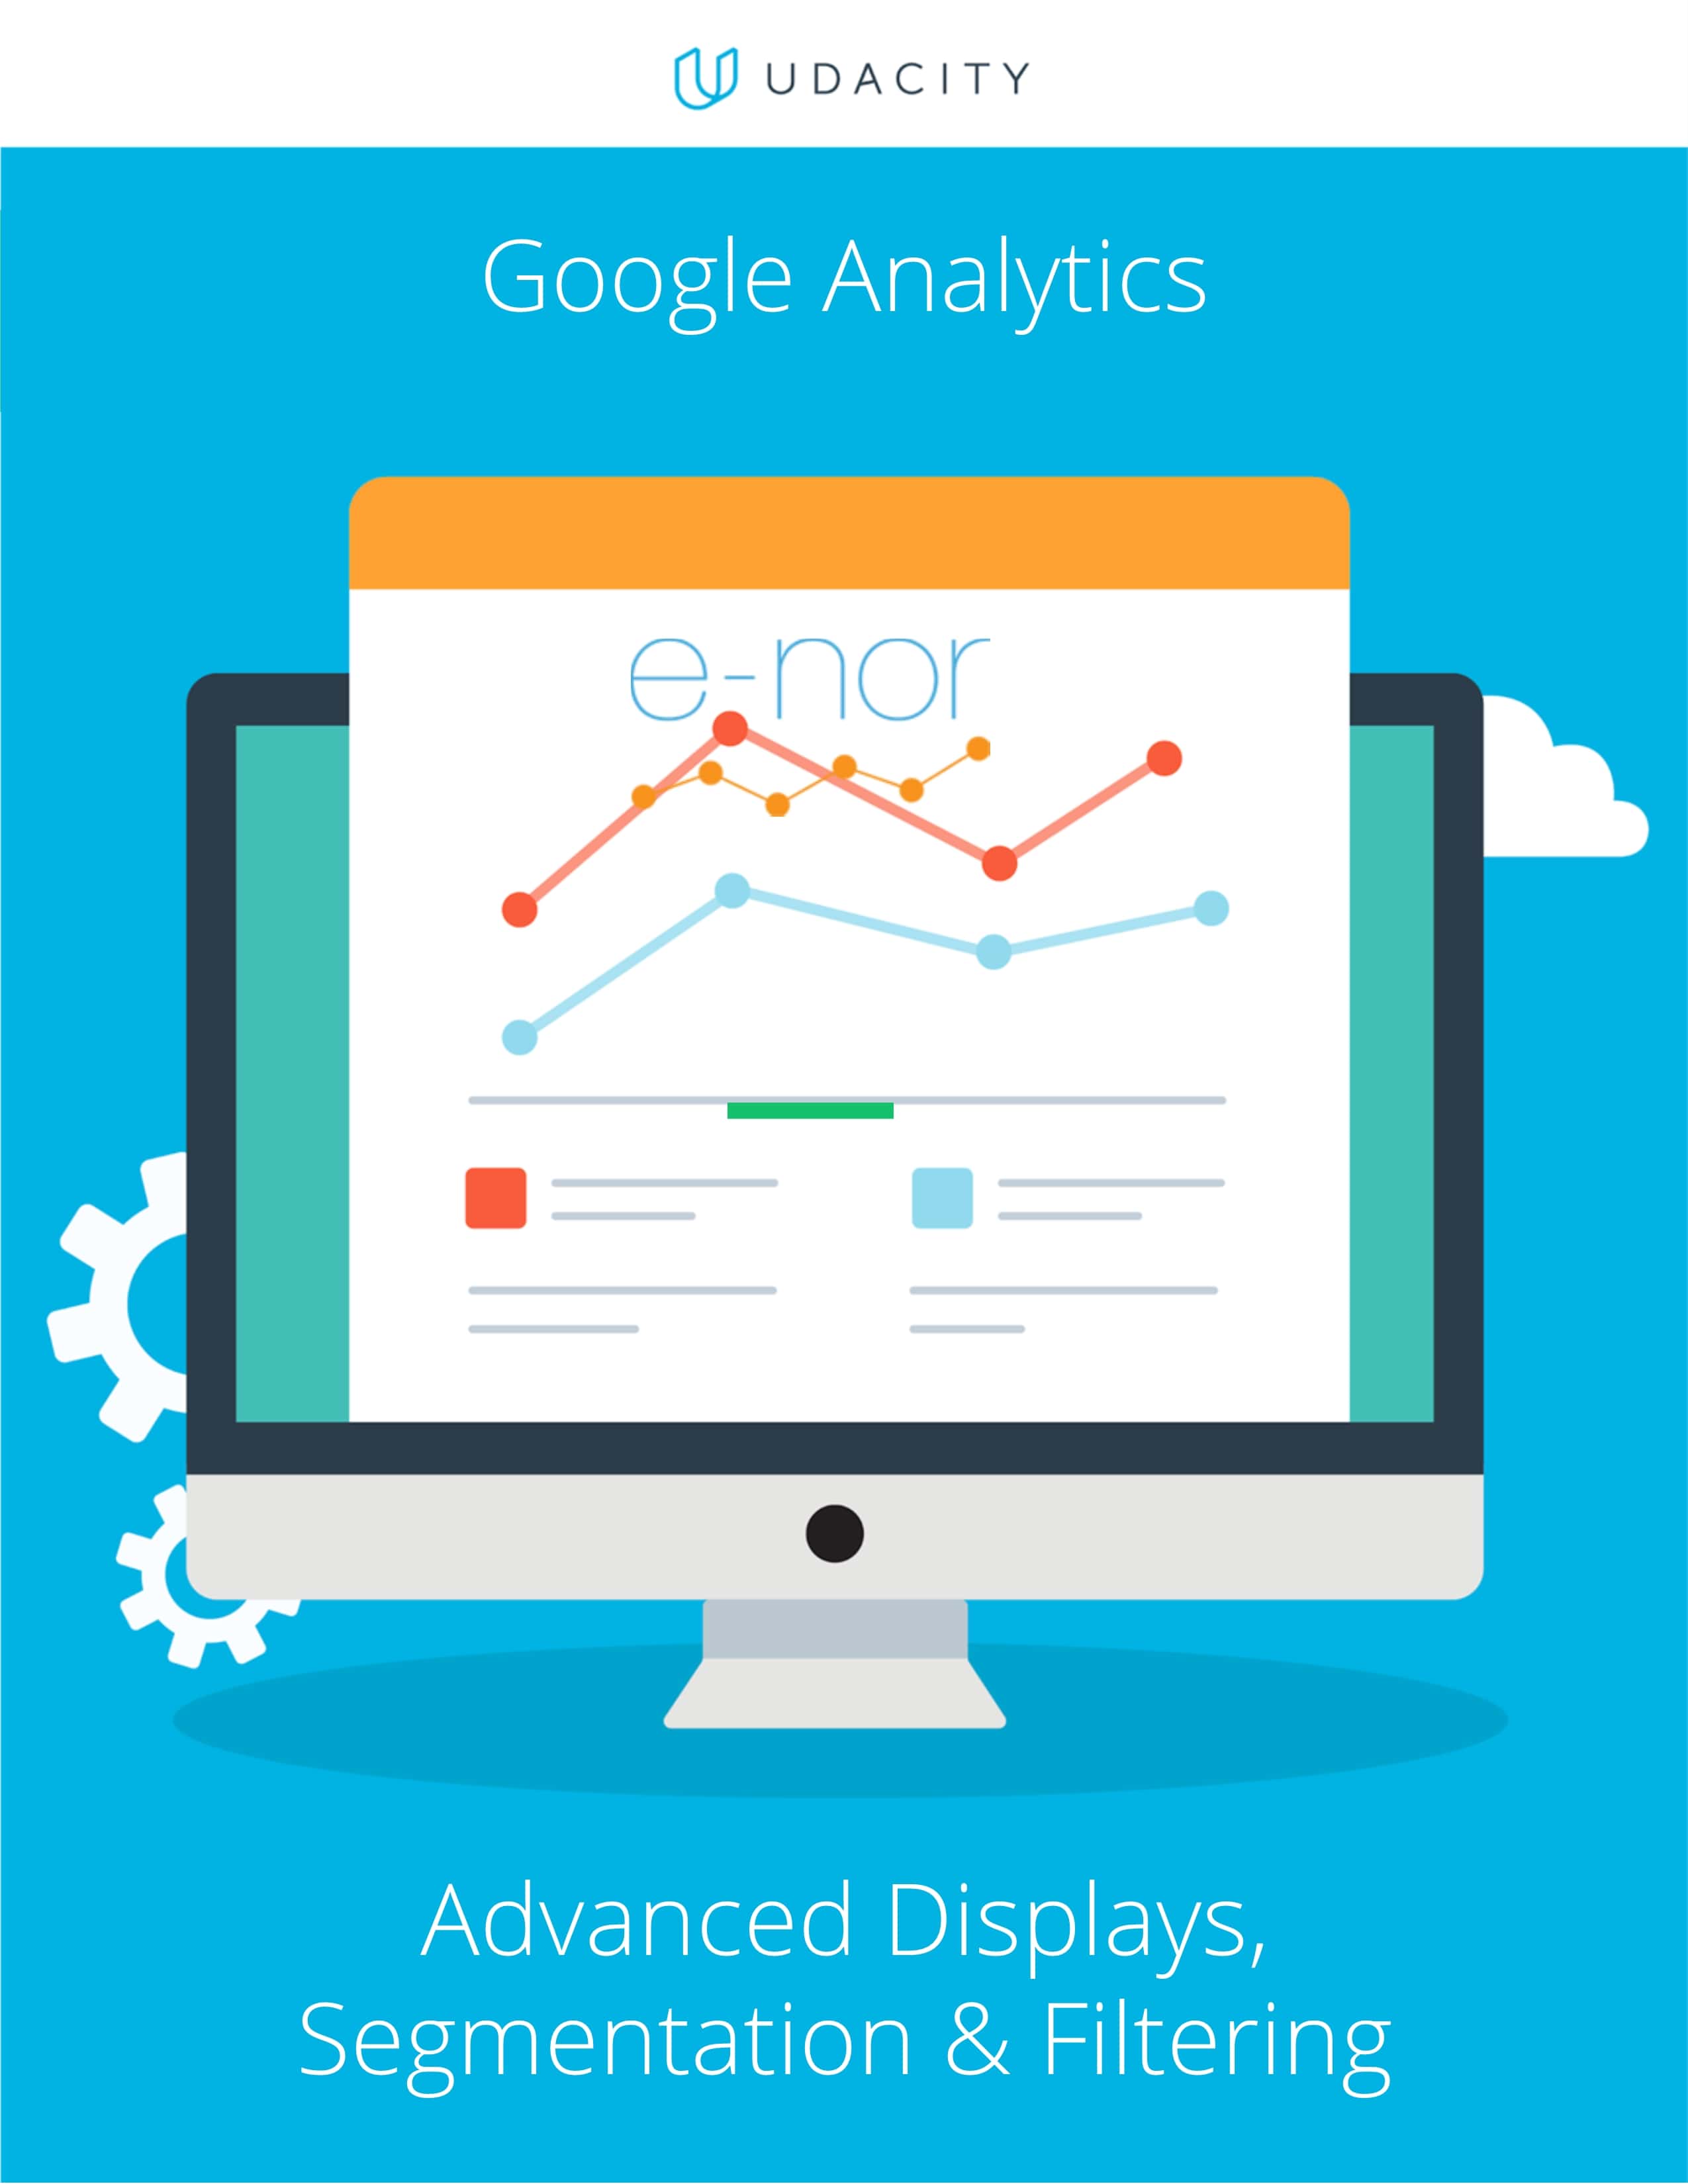 UDACITY
Google Analytics
e-nor
Advanced Displays,
Segmentation & Filtering